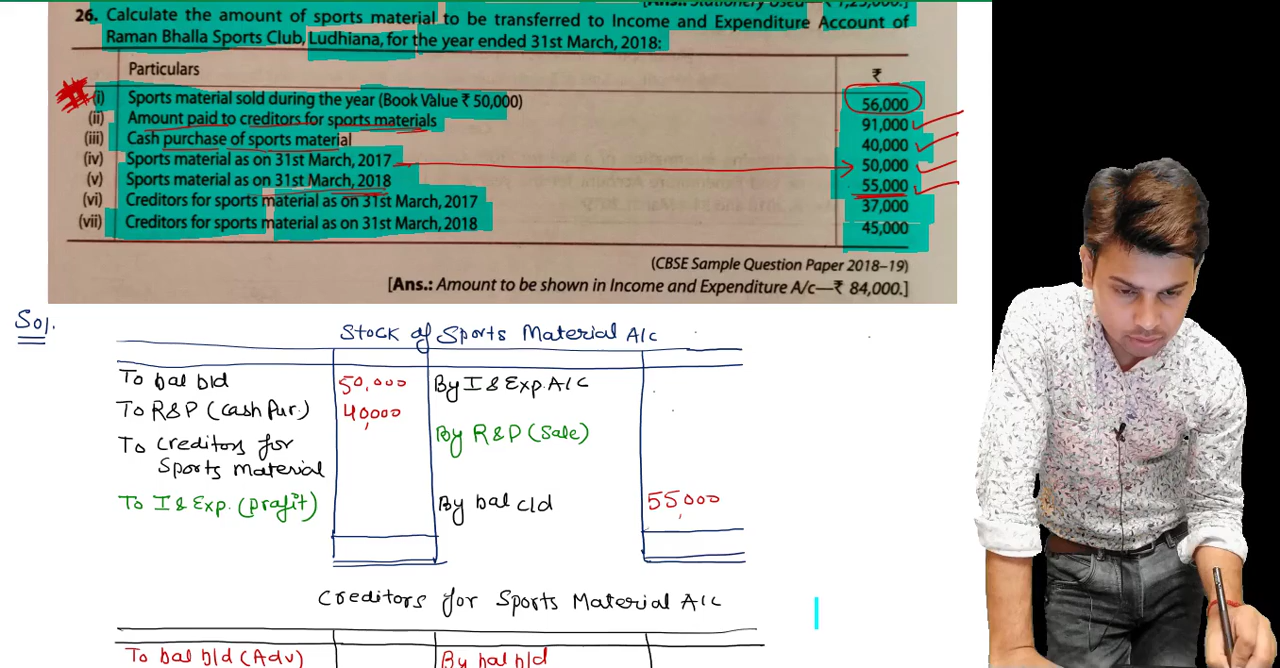 26. Calculate the amount of sports material to be transferred to Income and Expenditure Account of
Raman Bhalla Sports Club, Ludhiana, for the year ended 31st March, 2018:
Particulars ₹
(i) Sports material sold during the year (Book Value ₹ 50,000) 56,000
(ii) Amount paid to creditors for sports materials 91,000
(iii) Cash purchase of sports material 40,000
(iv) Sports material as on 31st March, 2017 50,000
(v) Sports material as on 31st March, 2018 55,000
(vi) Creditors for sports material as on 31st March, 2017 37,000
(vii) Creditors for sports material as on 31st March, 2018 45,000
(CBSE Sample Question Paper 2018–19)
[Ans.: Amount to be shown in Income and Expenditure A/c—₹ 84,000.]
Sol.
Stock of Sports Material A/c
To bal b/d 50,000 By I & Exp. A/C
To R&P (Cash Pur.) 40,000
By R&P (Sale)
To Creditors for
Sports Material
To I & Exp. (Profit) By bal c/d 55,000
Creditors for Sports Material A/c
To bal b/d (Adv) By bal b/d